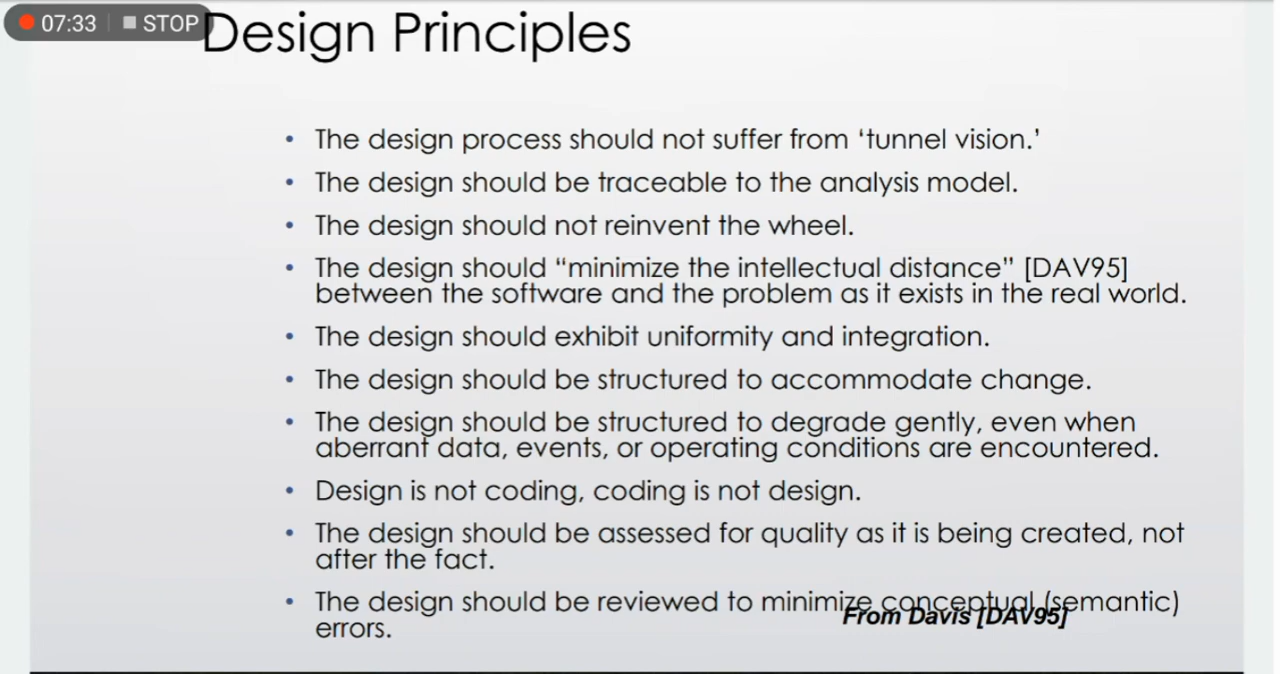 07:33 STOP
Design Principles
• The design process should not suffer from ‘tunnel vision.’
• The design should be traceable to the analysis model.
• The design should not reinvent the wheel.
• The design should “minimize the intellectual distance” [DAV95]
between the software and the problem as it exists in the real world.
• The design should exhibit uniformity and integration.
• The design should be structured to accommodate change.
• The design should be structured to degrade gently, even when
aberrant data, events, or operating conditions are encountered.
• Design is not coding, coding is not design.
• The design should be assessed for quality as it is being created, not
after the fact.
• The design should be reviewed to minimize conceptual (semantic)
errors.
From Davis [DAV95]